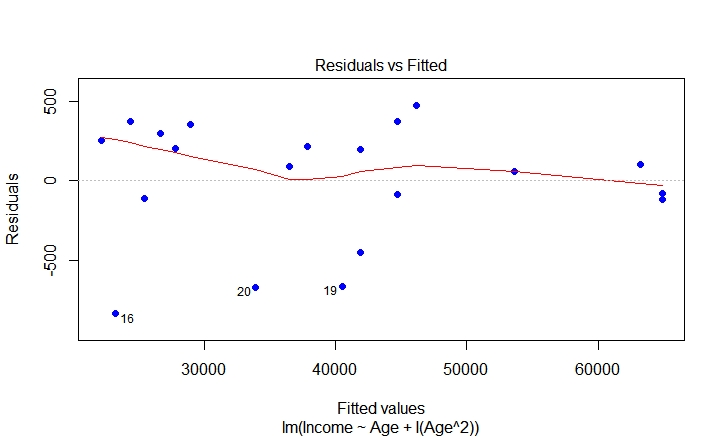 Residuals vs Fitted
Residuals
500
0
-500
16
20
19
30000
40000
50000
60000
Fitted values
lm(Income ~ Age + I(Age^2))